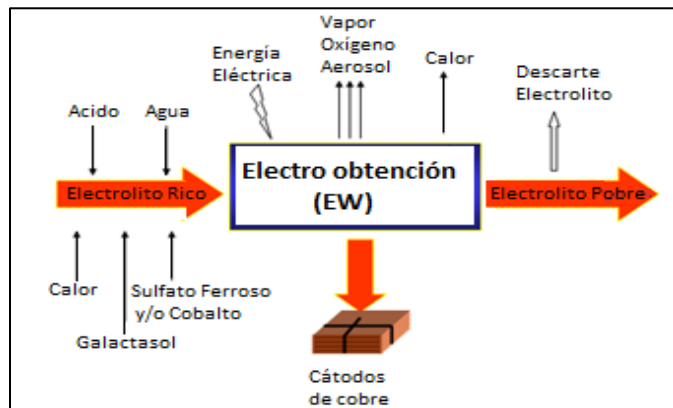 Energía
Eléctrica
Vapor
Oxígeno
Aerosol
Calor
Descarte
Electrolito
Acido
Agua
Electrolito Rico
Electro obtención
(EW)
Electrolito Pobre
Calor
Sulfato Ferroso
y/o Cobalto
Galactasol
Cátodos
de cobre